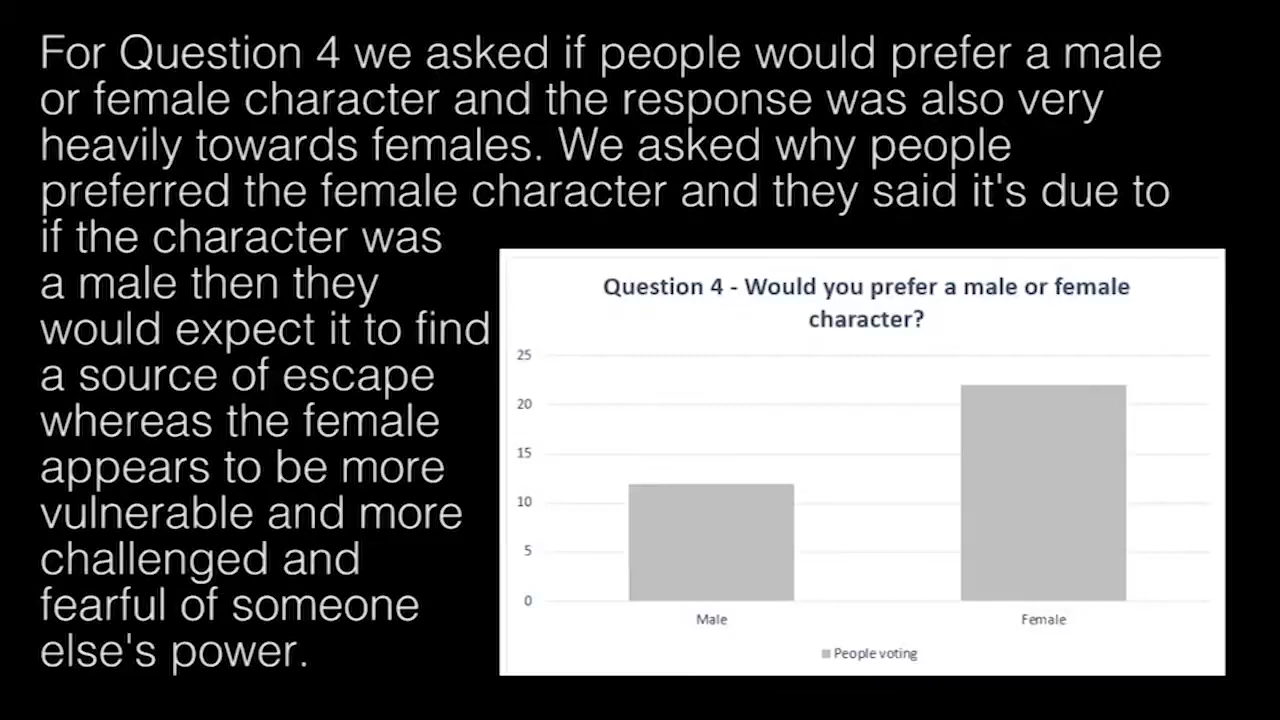 For Question 4 we asked if people would prefer a male
or female character and the response was also very
heavily towards females. We asked why people
preferred the female character and they said it's due to
if the character was
a male then they
would expect it to find
a source of escape
whereas the female
appears to be more
vulnerable and more
challenged and
fearful of someone
else's power.
Question 4 - Would you prefer a male or female
character?
25
20
15
10
5
0
Male
Female
People voting